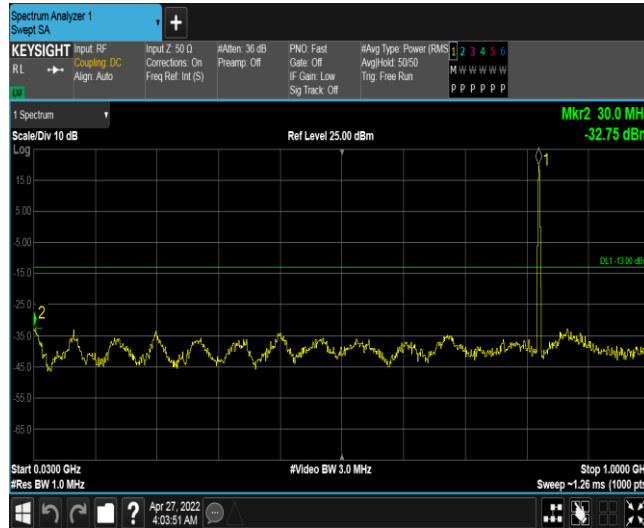 Spectrum Analyzer 1
Swept SA
+
KEYSIGHT
RL
LXI
Input: RF
Coupling: DC
Align: Auto
Input Z: 50 Ω
Corrections: On
Freq Ref: Int (S)
#Atten: 36 dB
Preamp: Off
PNO: Fast
Gate: Off
IF Gain: Low
Sig Track: Off
#Avg Type: Power (RMS
Avg|Hold: 50/50
Trig: Free Run
1 2 3 4 5 6
M W W W W W
P P P P P P
1 Spectrum
Scale/Div 10 dB
Ref Level 25.00 dBm
Mkr2 30.0 MH
-32.75 dBm
Log
15.0
5.00
-5.00
-15.0
-25.0
-35.0
-45.0
-55.0
-65.0
1
2
DL1 -13.00 dB
Start 0.0300 GHz
#Video BW 3.0 MHz
Stop 1.0000 GH
#Res BW 1.0 MHz
Sweep ~1.26 ms (1000 pts
?
Apr 27, 2022
4:03:51 AM